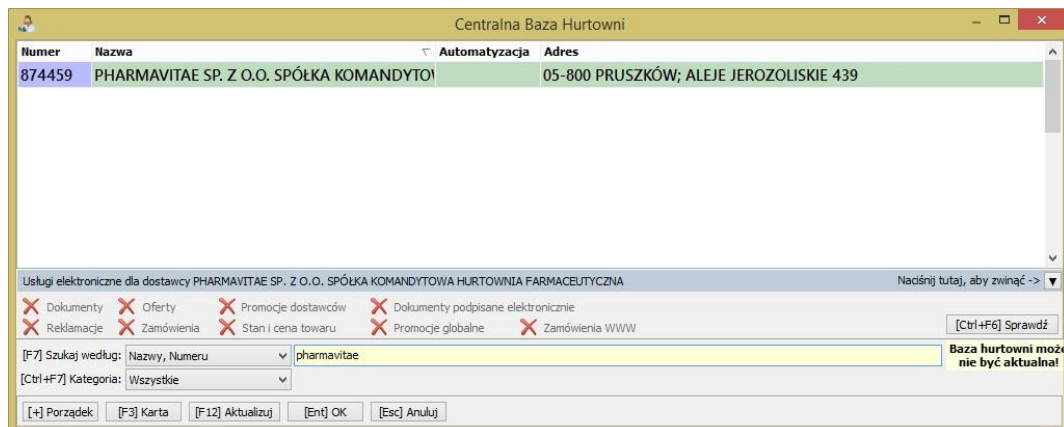 Centralna Baza Hurtowni
Numer Nazwa Automatyzacja Adres
874459 PHARMAVITAE SP. Z O.O. SPÓŁKA KOMANDYTOW 05-800 PRUSZKÓW; ALEJE JEROZOLISKIE 439
Usługi elektroniczne dla dostawcy PHARMAVITAE SP. Z O.O. SPÓŁKA KOMANDYTOWA HURTOWNIA FARMACEUTYCZNA Naciśnij tutaj, aby zwinąć ->
Dokumenty Oferty Promocje dostawców Dokumenty podpisane elektronicznie
Reklamacje Zamówienia Stan i cena towaru Promocje globalne Zamówienia WWW [Ctrl+F6] Sprawdź
[F7] Szukaj według: Nazwy, Numeru pharmavitae Baza hurtowni może
nie być aktualna!
[Ctrl+F7] Kategoria: Wszystkie
[+] Porządek [F3] Karta [F12] Aktualizuj [Ent] OK [Esc] Anuluj